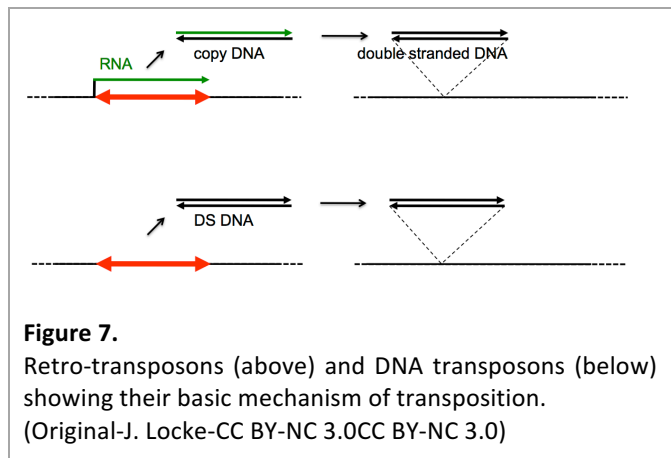 RNA
copy DNA
double stranded DNA
DS DNA
Figure 7.
Retro-transposons (above) and DNA transposons (below)
showing their basic mechanism of transposition.
(Original-J. Locke-CC BY-NC 3.0CC BY-NC 3.0)